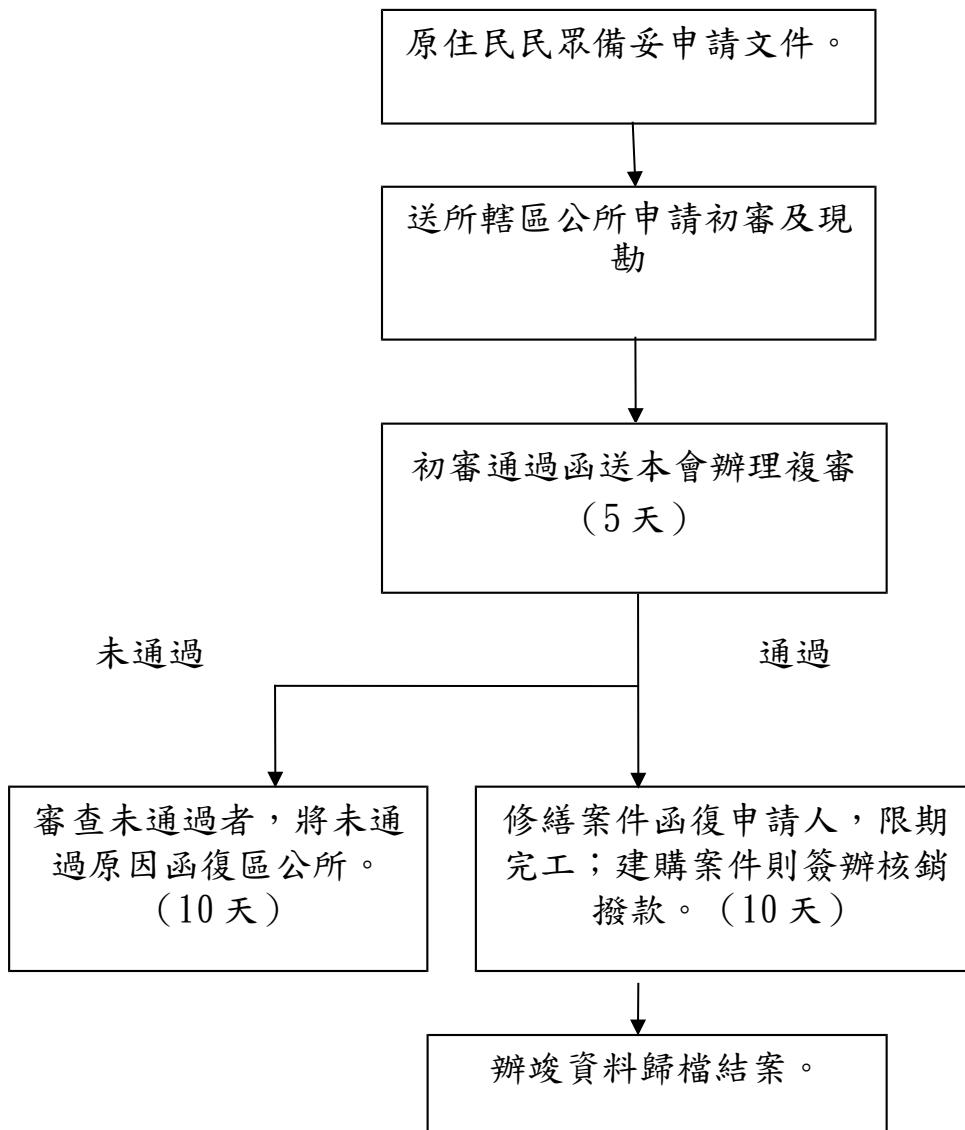 原住民民眾備妥申請文件。
送所轄區公所申請初審及現
勘
初審通過函送本會辦理複審
（5天）
未通過
通過
審查未通過者，將未通
過原因函復區公所。
（10天）
修繕案件函復申請人，限期
完工；建購案件則簽辦核銷
撥款。（10天）
辦竣資料歸檔結案。